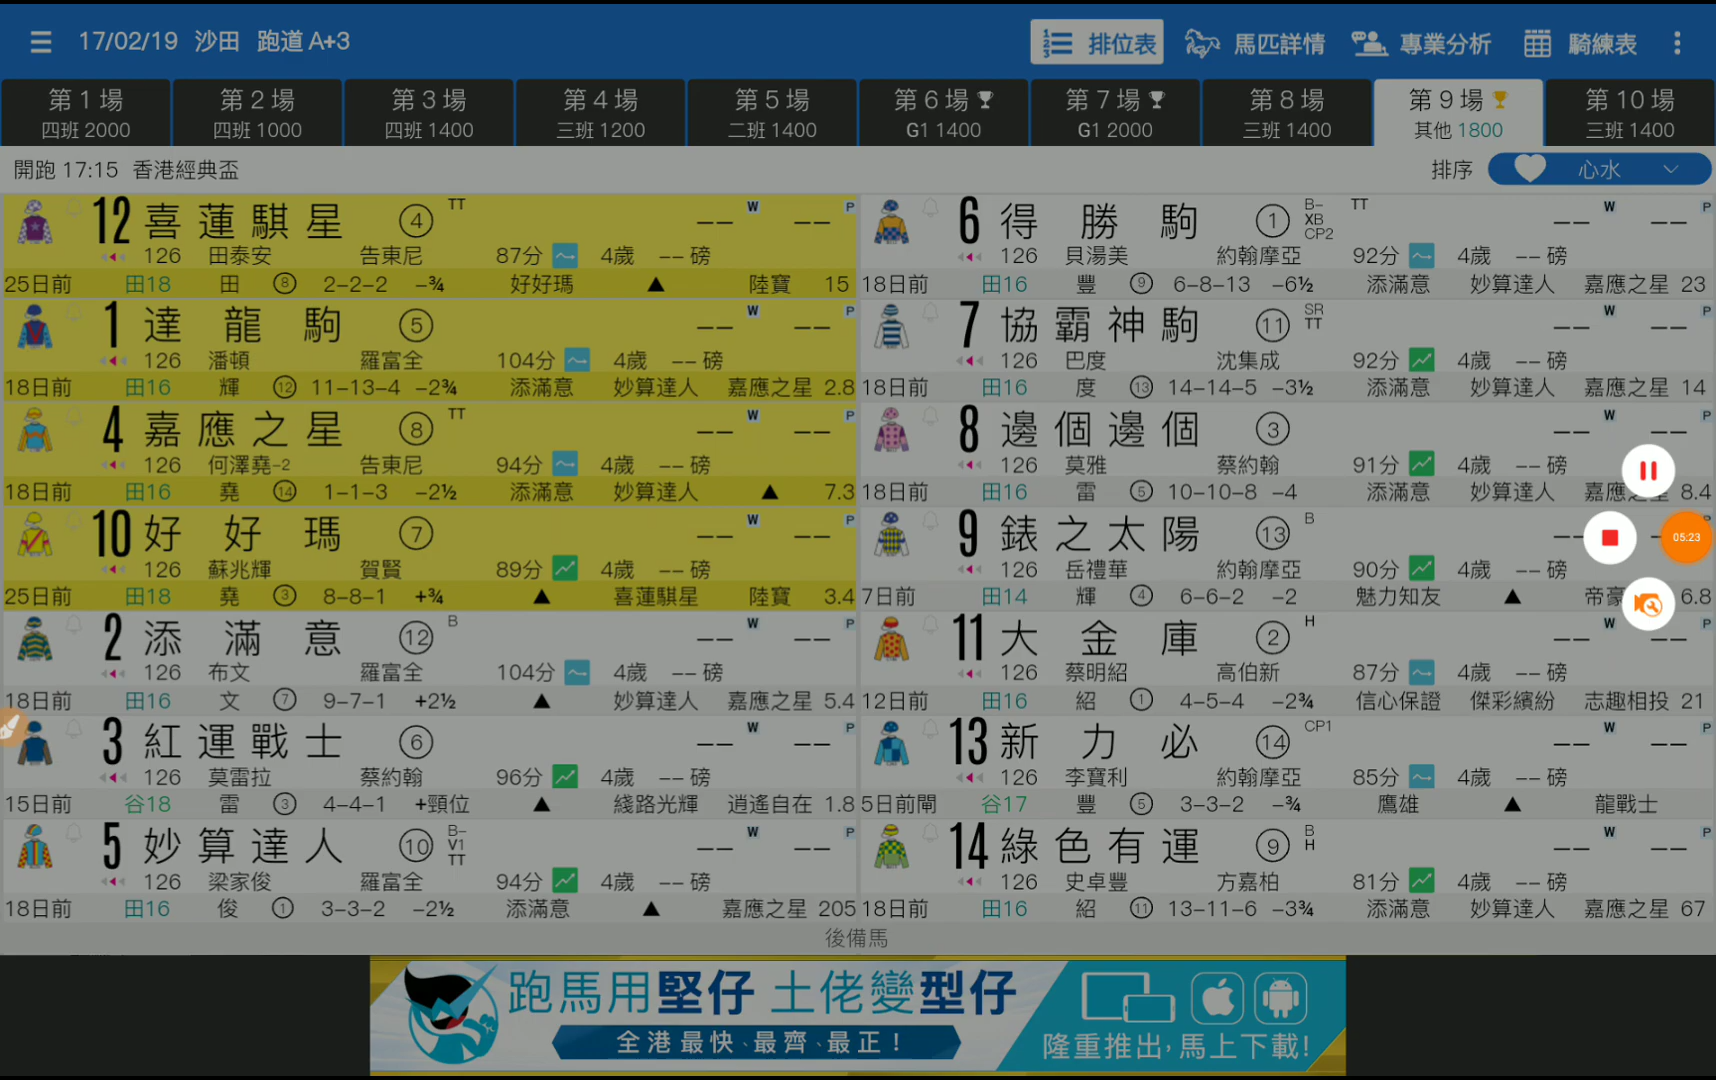 17/02/19 沙田 跑道 A+3
排位表 馬匹詳情 專業分析 騎練表
第 1 場 第 2 場 第 3 場 第 4 場 第 5 場 第 6 場 第 7 場 第 8 場 第 9 場 第 10 場
四班 2000 四班 1000 四班 1400 三班 1200 二班 1400 G1 1400 G1 2000 三班 1400 其他 1800 三班 1400
開跑 17:15 香港經典盃 排序 心水
12 喜蓮騏星 4 TT -- W -- P
126 田泰安 告東尼 87分 4歲 -- 磅
25日前 田18 田 8 2-2-2 -¾ 好好瑪 ▲ 陸寶 15
1 達龍駒 5 -- W -- P
126 潘頓 羅富全 104分 4歲 -- 磅
18日前 田16 輝 12 11-13-4 -2¾ 添滿意 妙算達人 嘉應之星 2.8
4 嘉應之星 8 TT -- W -- P
126 何澤堯-2 告東尼 94分 4歲 -- 磅
18日前 田16 堯 14 1-1-3 -2½ 添滿意 妙算達人 ▲ 7.3
10 好好瑪 7 -- W -- P
126 蘇兆輝 賀賢 89分 4歲 -- 磅
25日前 田18 堯 3 8-8-1 +¾ ▲ 喜蓮騏星 陸寶 3.4
2 添滿意 12 B -- W -- P
126 布文 羅富全 104分 4歲 -- 磅
18日前 田16 文 7 9-7-1 +2½ ▲ 妙算達人 嘉應之星 5.4
3 紅運戰士 6 -- W -- P
126 莫雷拉 蔡約翰 96分 4歲 -- 磅
15日前 谷18 雷 3 4-4-1 +頸位 ▲ 綫路光輝 逍遙自在 1.8
5 妙算達人 10 B- V1 TT -- W -- P
126 梁家俊 羅富全 94分 4歲 -- 磅
18日前 田16 俊 1 3-3-2 -2½ 添滿意 ▲ 嘉應之星 205
6 得勝駒 1 B- XB CP2 TT -- W -- P
126 貝湯美 約翰摩亞 92分 4歲 -- 磅
18日前 田16 豐 9 6-8-13 -6½ 添滿意 妙算達人 嘉應之星 23
7 協霸神駒 11 SR TT -- W -- P
126 巴度 沈集成 92分 4歲 -- 磅
18日前 田16 度 13 14-14-5 -3½ 添滿意 妙算達人 嘉應之星 14
8 邊個邊個 3 -- W -- P
126 莫雅 蔡約翰 91分 4歲 -- 磅
18日前 田16 雷 5 10-10-8 -4 添滿意 妙算達人 嘉應之星 8.4
9 錶之太陽 13 B -- W
126 岳禮華 約翰摩亞 90分 4歲 -- 磅
7日前 田14 輝 4 6-6-2 -2 魅力知友 ▲ 帝豪 6.8
11 大金庫 2 H -- W -- P
126 蔡明紹 高伯新 87分 4歲 -- 磅
12日前 田16 紹 1 4-5-4 -2¾ 信心保證 傑彩繽紛 志趣相投 21
13 新力必 14 CP1 -- W -- P
126 李寶利 約翰摩亞 85分 4歲 -- 磅
5日前閘 谷17 豐 5 3-3-2 -¾ 鷹雄 ▲ 龍戰士
14 綠色有運 9 B H -- W -- P
126 史卓豐 方嘉柏 81分 4歲 -- 磅
18日前 田16 紹 11 13-11-6 -3¾ 添滿意 妙算達人 嘉應之星 67
05:23
後備馬
跑馬用堅仔 土佬變型仔
全港最快、最齊、最正！
隆重推出，馬上下載！